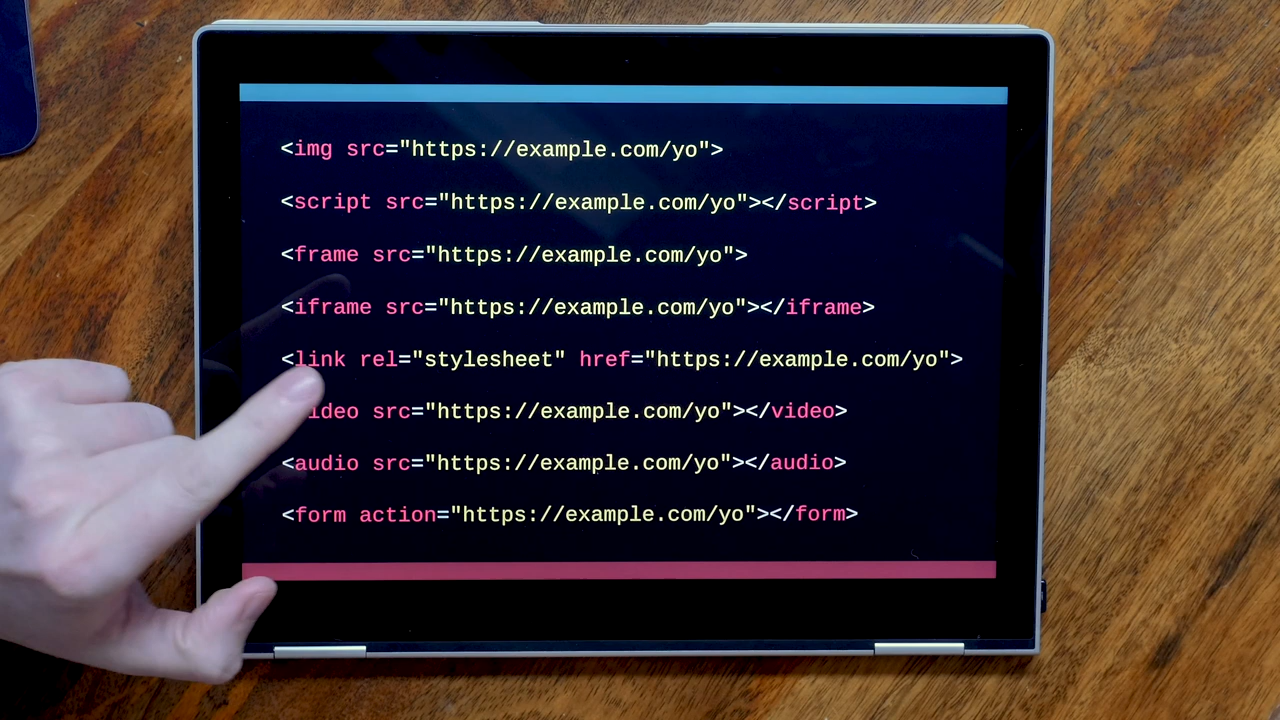 <img src="https://example.com/yo">
<script src="https://example.com/yo"></script>
<frame src="https://example.com/yo">
<iframe src="https://example.com/yo"></iframe>
<link rel="stylesheet" href="https://example.com/yo">
ideo src="https://example.com/yo"></video>
<audio src="https://example.com/yo"></audio>
<form action="https://example.com/yo"></form>